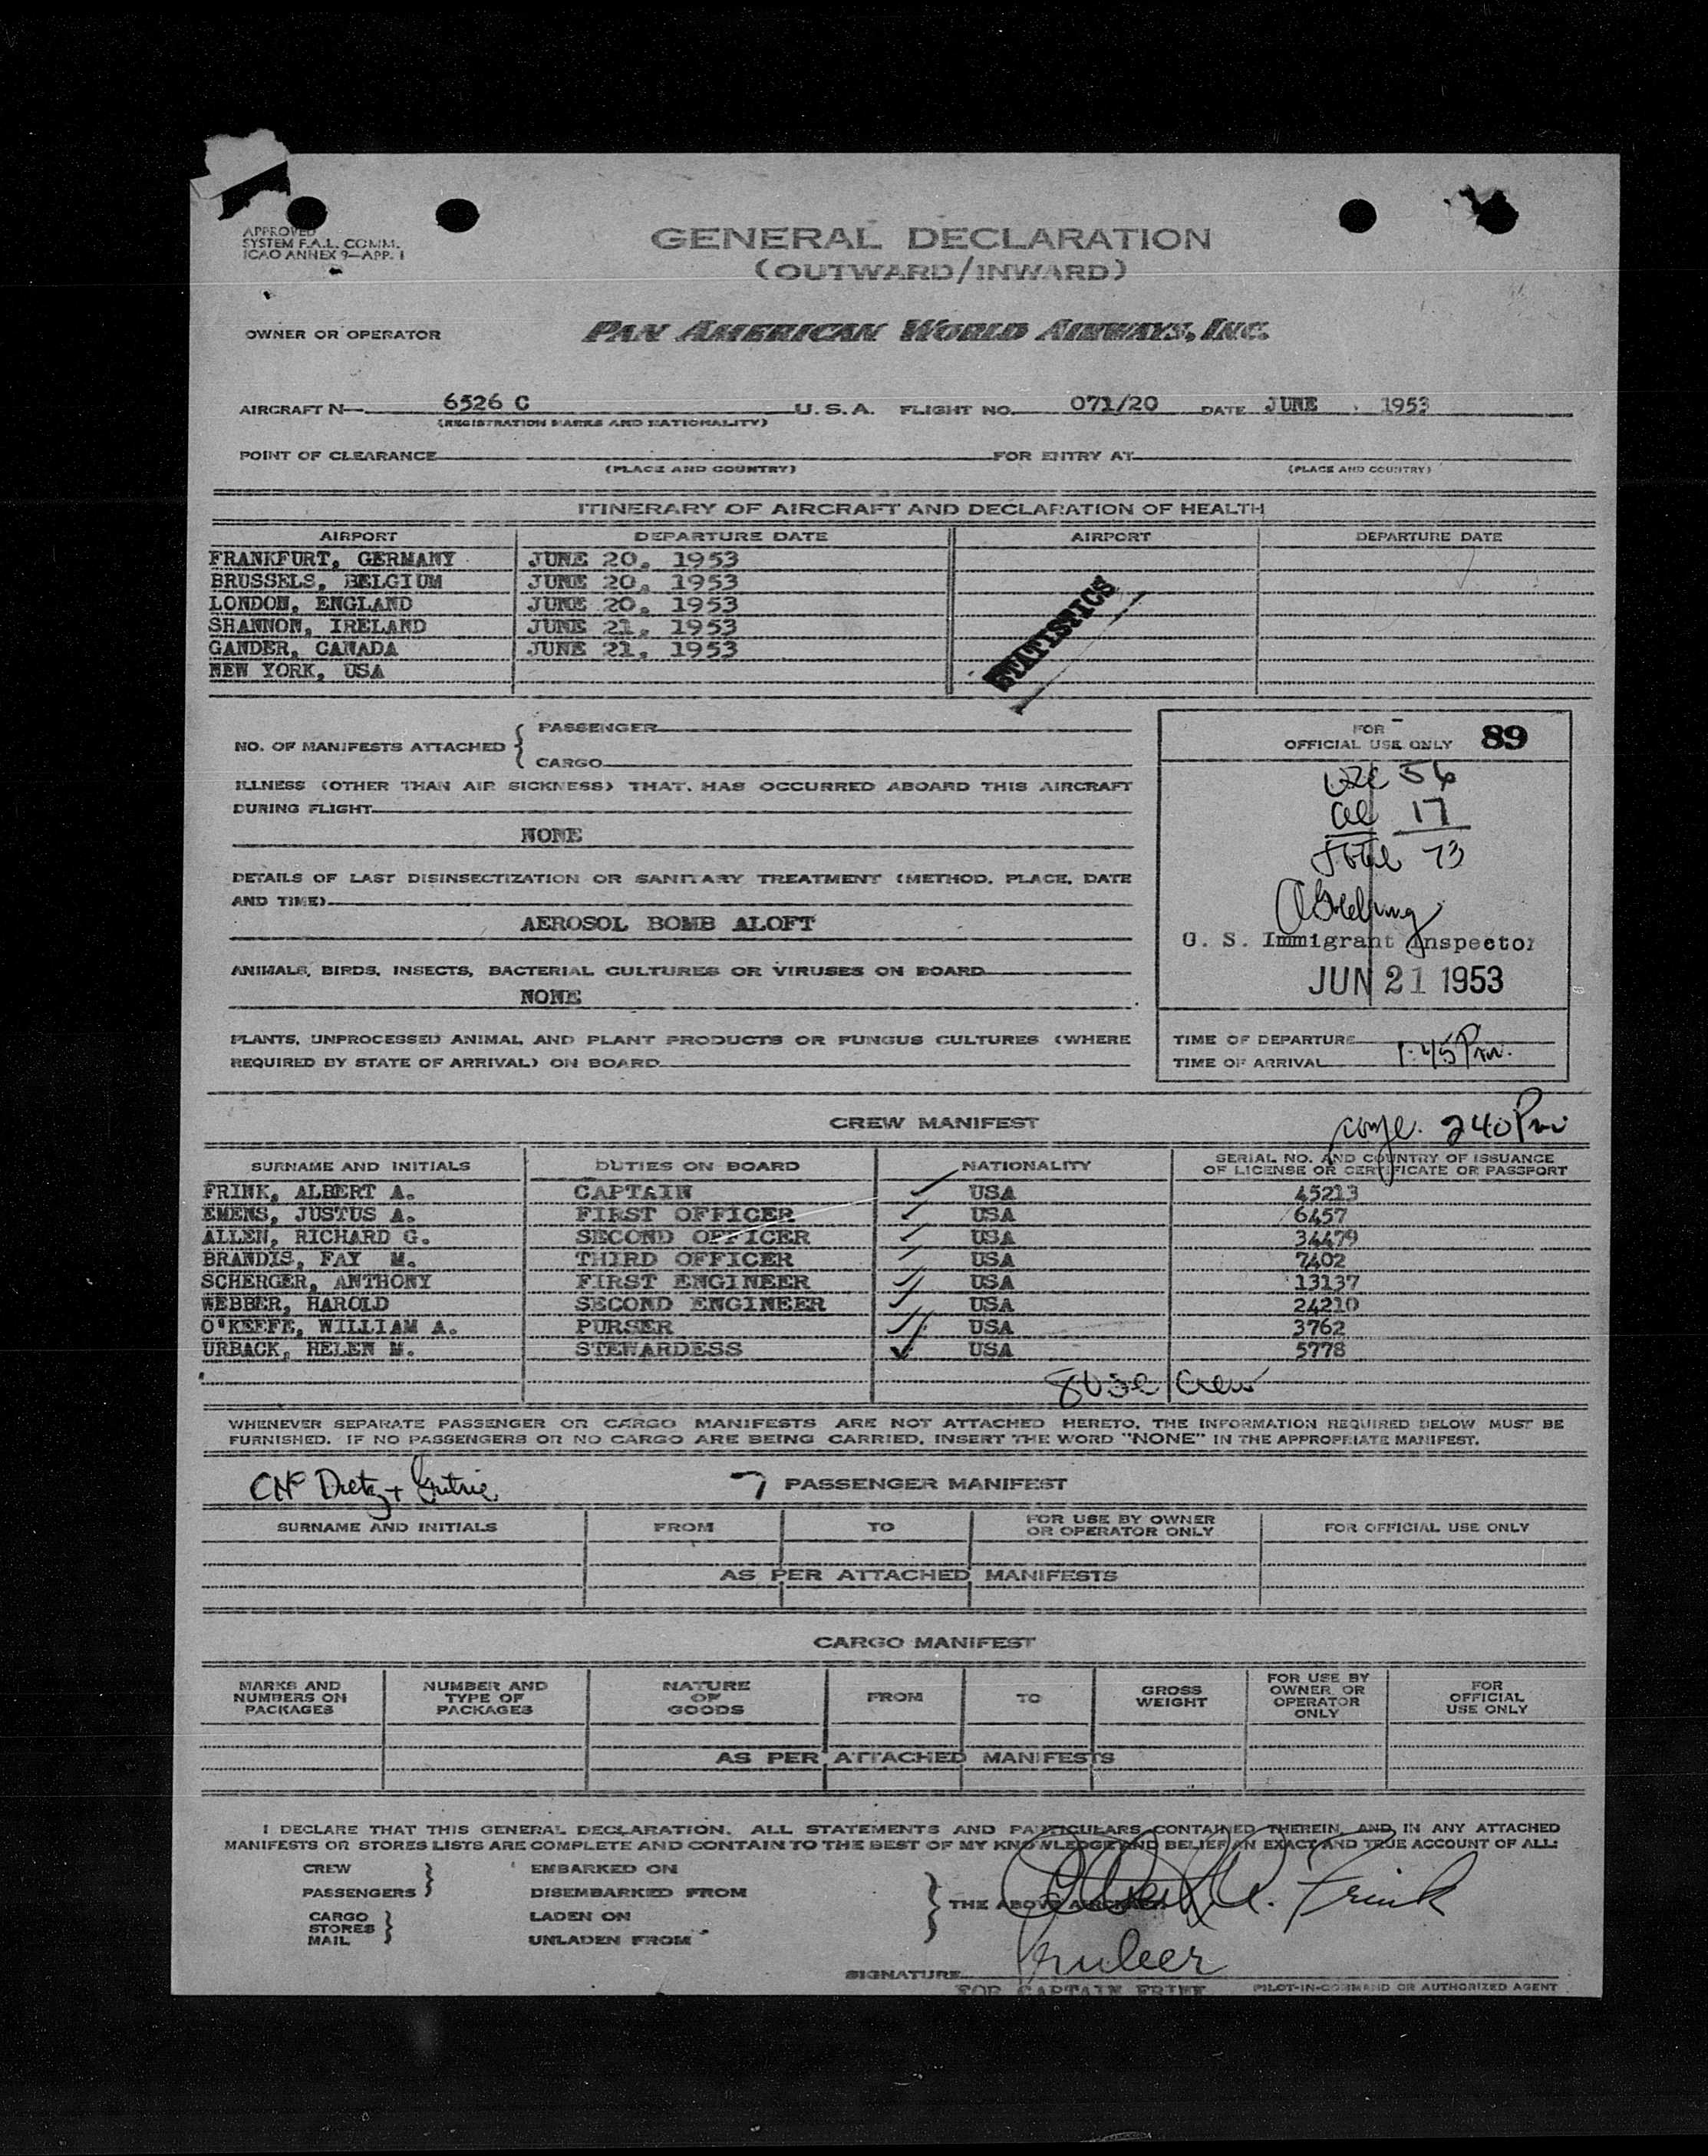 APPROVED
SYSTEM F.A.L. COMM.
ICAO ANNEX 9—APP. 1
GENERAL DECLARATION
(OUTWARD/INWARD)
OWNER OR OPERATOR PAN AMERICAN WORLD AIRWAYS, INC.
AIRCRAFT N— 6526 C U.S.A. FLIGHT NO. 071/20 DATE JUNE 1953
(REGISTRATION MARKS AND NATIONALITY)
POINT OF CLEARANCE FOR ENTRY AT
(PLACE AND COUNTRY) (PLACE AND COUNTRY)
ITINERARY OF AIRCRAFT AND DECLARATION OF HEALTH
AIRPORT DEPARTURE DATE AIRPORT DEPARTURE DATE
FRANKFURT, GERMANY JUNE 20, 1953
BRUSSELS, BELGIUM JUNE 20, 1953
LONDON, ENGLAND JUNE 20, 1953
SHANNON, IRELAND JUNE 21, 1953
GANDER, CANADA JUNE 21, 1953
NEW YORK, USA
STATISTICS
NO. OF MANIFESTS ATTACHED { PASSENGER
CARGO
ILLNESS (OTHER THAN AIR SICKNESS) THAT HAS OCCURRED ABOARD THIS AIRCRAFT
DURING FLIGHT
NONE
DETAILS OF LAST DISINSECTIZATION OR SANITARY TREATMENT (METHOD, PLACE, DATE
AND TIME)
AEROSOL BOMB ALOFT
ANIMALS, BIRDS, INSECTS, BACTERIAL CULTURES OR VIRUSES ON BOARD
NONE
PLANTS, UNPROCESSED ANIMAL AND PLANT PRODUCTS OR FUNGUS CULTURES (WHERE
REQUIRED BY STATE OF ARRIVAL) ON BOARD
FOR
OFFICIAL USE ONLY 89
USC 56
al 17
Total 73
U. S. Immigrant Inspector
JUN 21 1953
TIME OF DEPARTURE
TIME OF ARRIVAL 1:45 Pm.
CREW MANIFEST
240 Pm
SURNAME AND INITIALS DUTIES ON BOARD NATIONALITY SERIAL NO. AND COUNTRY OF ISSUANCE
OF LICENSE OR CERTIFICATE OR PASSPORT
FRINK, ALBERT A. CAPTAIN USA 45213
EMENS, JUSTUS A. FIRST OFFICER USA 6457
ALLEN, RICHARD G. SECOND OFFICER USA 34479
BRANDIS, FAY M. THIRD OFFICER USA 7402
SCHERGER, ANTHONY FIRST ENGINEER USA 13137
WEBBER, HAROLD SECOND ENGINEER USA 24210
O'KEEFE, WILLIAM A. PURSER USA 3762
URBACK, HELEN M. STEWARDESS USA 5778
8 USC Crew
WHENEVER SEPARATE PASSENGER OR CARGO MANIFESTS ARE NOT ATTACHED HERETO, THE INFORMATION REQUIRED BELOW MUST BE
FURNISHED. IF NO PASSENGERS OR NO CARGO ARE BEING CARRIED, INSERT THE WORD "NONE" IN THE APPROPRIATE MANIFEST.
Dietz + 7 PASSENGER MANIFEST
SURNAME AND INITIALS FROM TO FOR USE BY OWNER
OR OPERATOR ONLY FOR OFFICIAL USE ONLY
AS PER ATTACHED MANIFESTS
CARGO MANIFEST
MARKS AND
NUMBERS ON
PACKAGES
NUMBER AND
TYPE OF
PACKAGES
NATURE
OF
GOODS
FROM
TO
GROSS
WEIGHT
FOR USE BY
OWNER OR
OPERATOR
ONLY
FOR
OFFICIAL
USE ONLY
AS PER ATTACHED MANIFESTS
I DECLARE THAT THIS GENERAL DECLARATION, ALL STATEMENTS AND PARTICULARS CONTAINED THEREIN, AND IN ANY ATTACHED
MANIFESTS OR STORES LISTS ARE COMPLETE AND CONTAIN TO THE BEST OF MY KNOWLEDGE AND BELIEF AN EXACT AND TRUE ACCOUNT OF ALL:
CREW EMBARKED ON
PASSENGERS DISEMBARKED FROM
THE ABOVE AIRCRAFT Albert A. Frink
CARGO LADEN ON
STORES
MAIL UNLADEN FROM
SIGNATURE
FOR CAPTAIN FRINK PILOT-IN-COMMAND OR AUTHORIZED AGENT